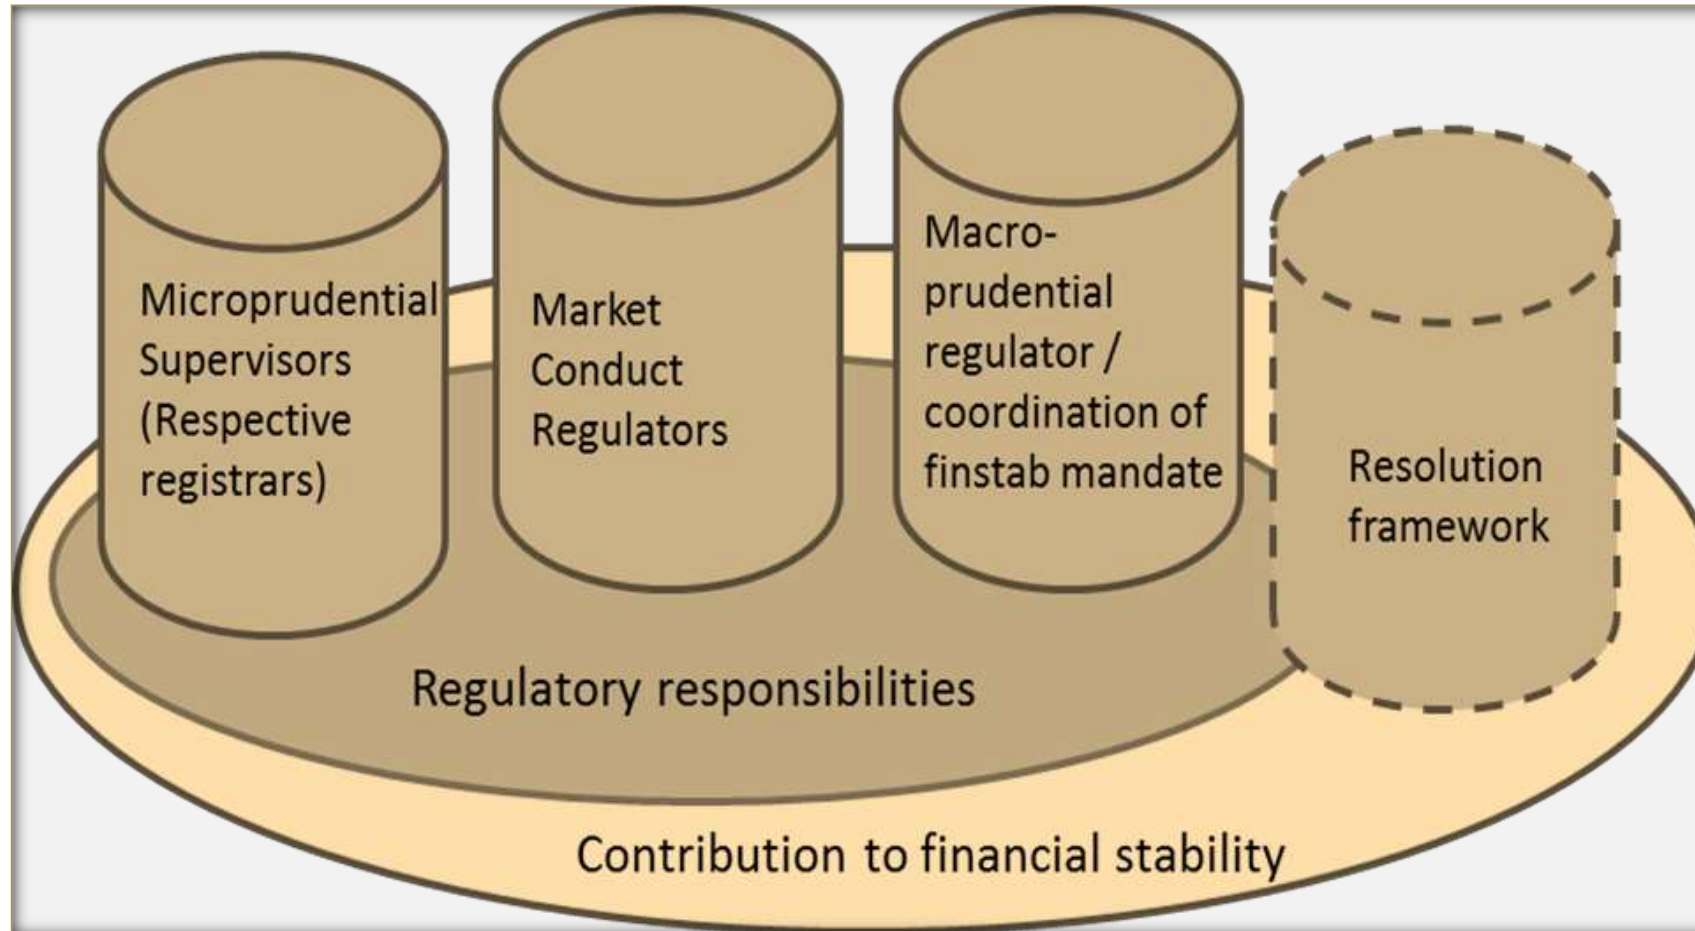 Microprudential
Supervisors
(Respective
registrars)
Market
Conduct
Regulators
Macro-
prudential
regulator /
coordination of
finstab mandate
Resolution
framework
Regulatory responsibilities
Contribution to financial stability